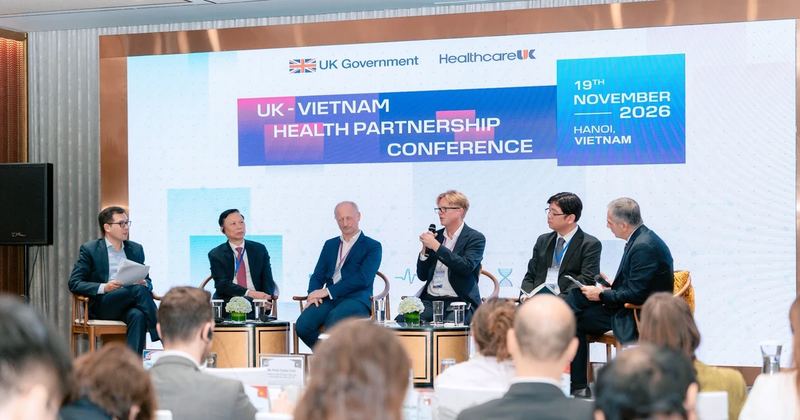 UK Government
HealthcareUK
UK - VIETNAM
HEALTH PARTNERSHIP
CONFERENCE
19TH
NOVEMBER
2026
HANOI,
VIETNAM